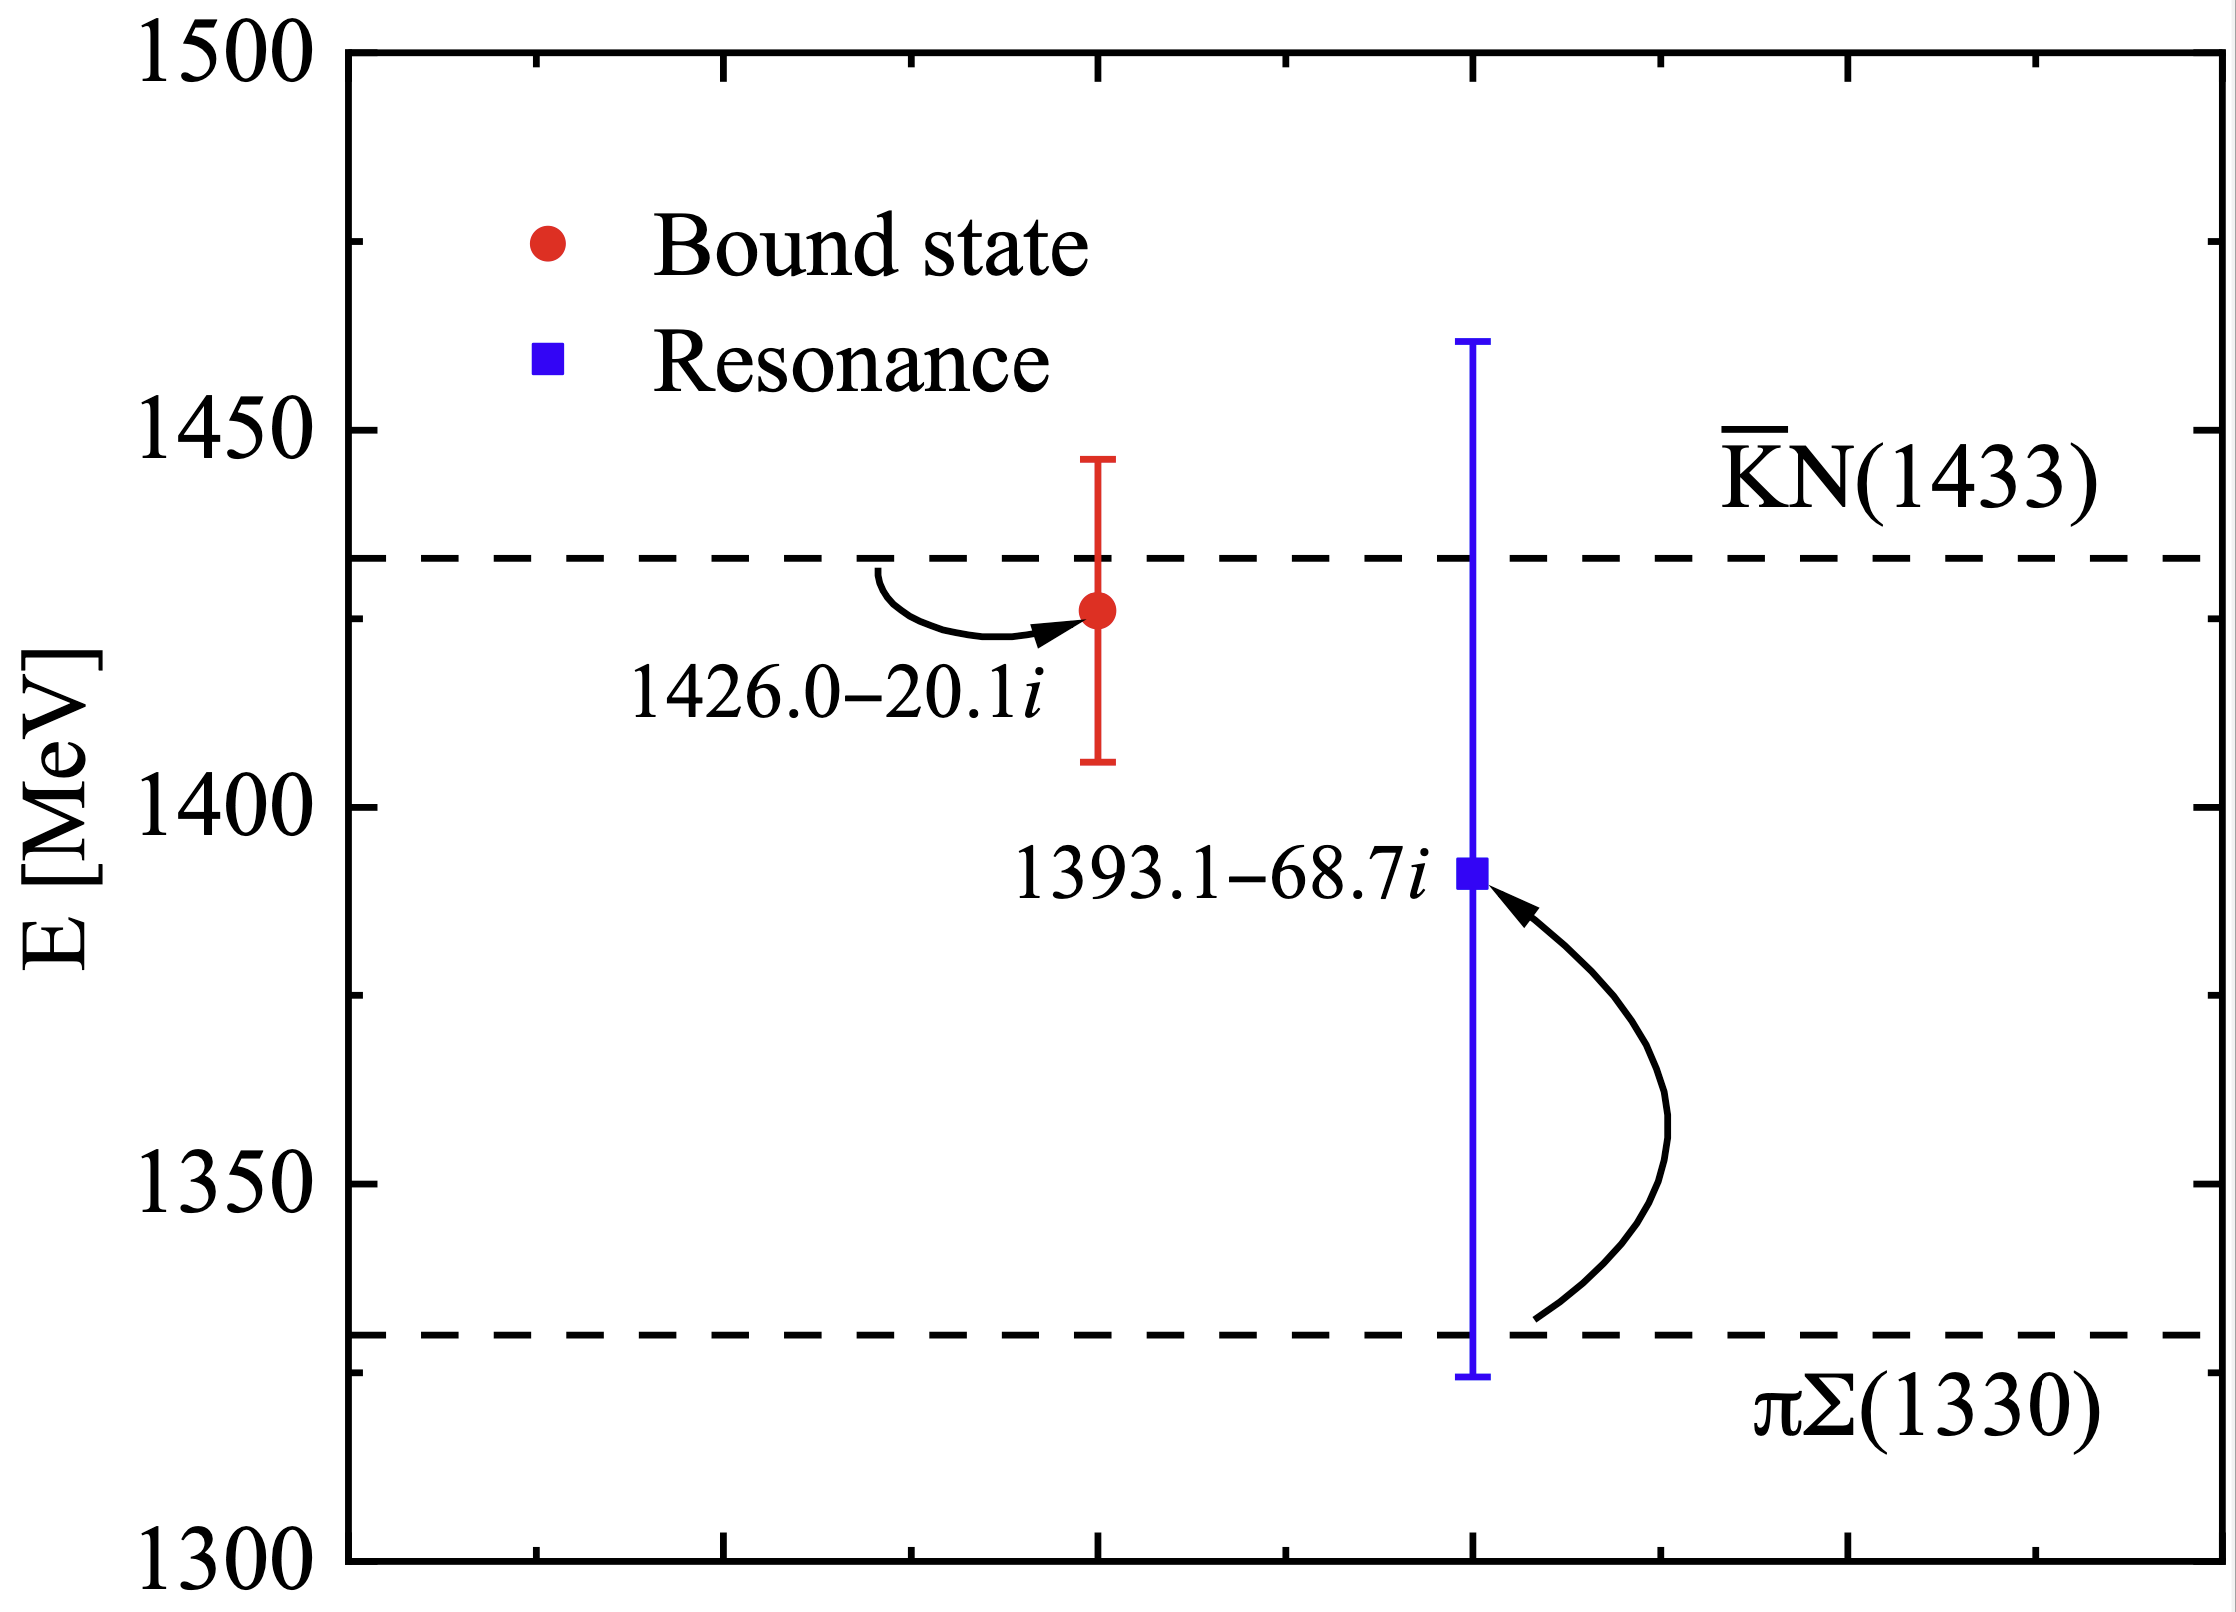 1500
Bound state
Resonance
1450
K̅N(1433)
1426.0−20.1i
E [MeV]
1400
1393.1−68.7i
1350
πΣ(1330)
1300